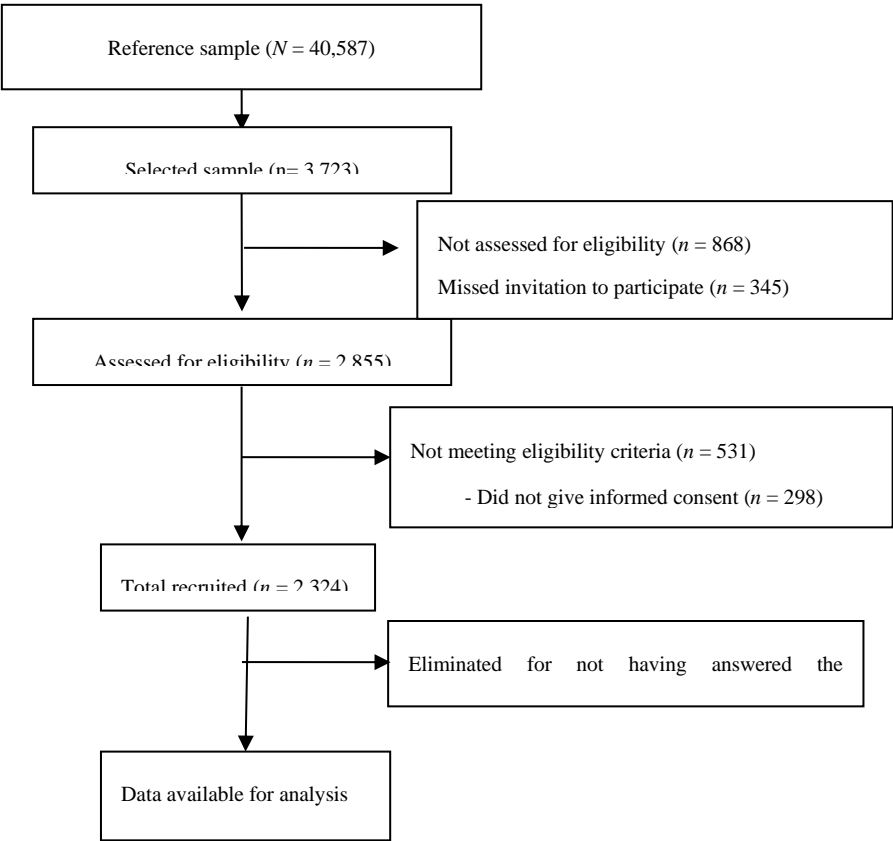 Reference sample (N = 40,587)
Selected sample (n= 3,723)
Not assessed for eligibility (n = 868)
Missed invitation to participate (n = 345)
Assessed for eligibility (n = 2,855)
Not meeting eligibility criteria (n = 531)
- Did not give informed consent (n = 298)
Total recruited (n = 2,324)
Eliminated for not having answered the
Data available for analysis